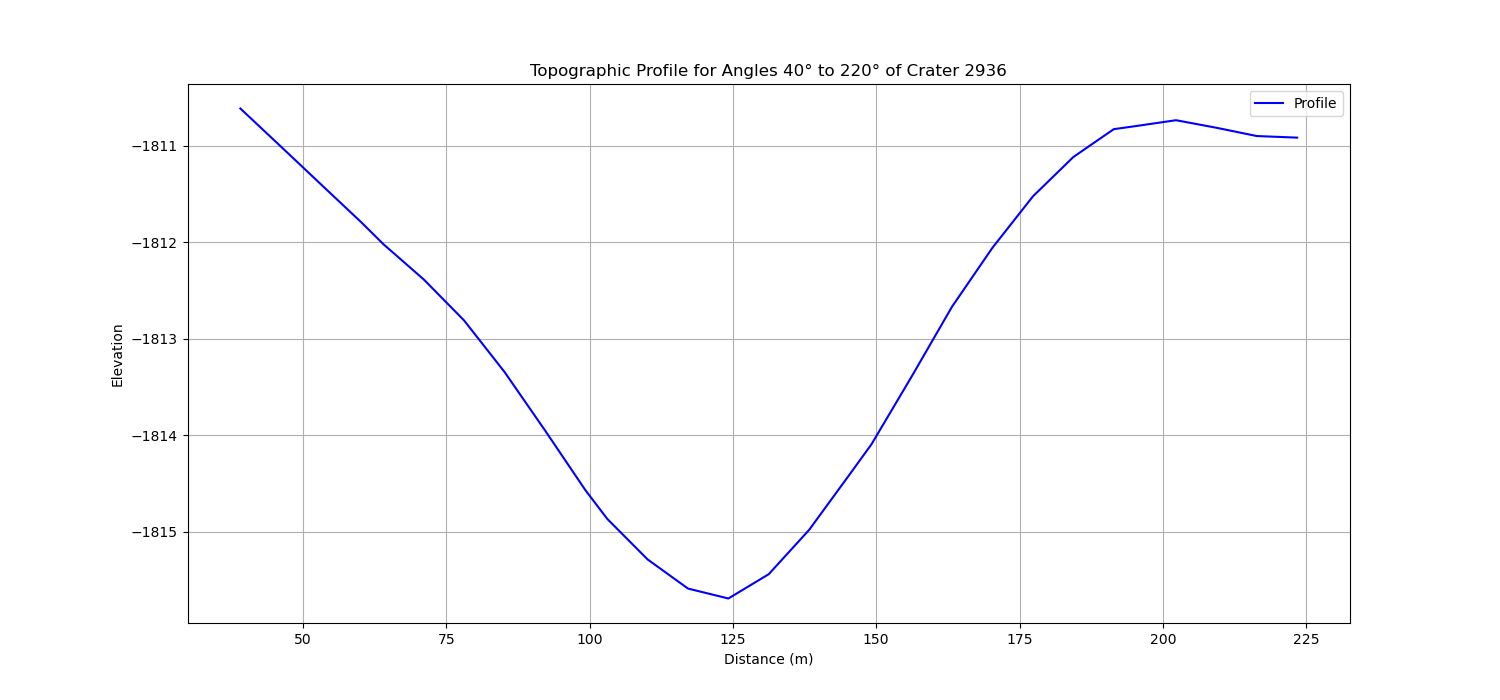 Topographic Profile for Angles 40° to 220° of Crater 2936
Profile
−1811
−1812
−1813
−1814
−1815
Elevation
50 75 100 125 150 175 200 225
Distance (m)